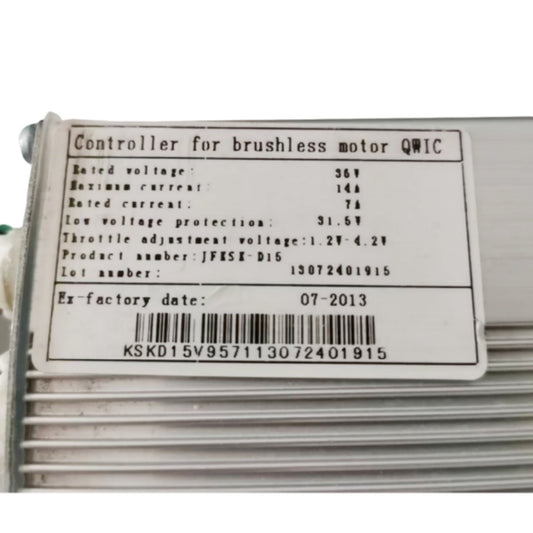 Controller for brushless motor QWIC
Rated voltage: 36V
Maximum current: 14A
Rated current: 7A
Low voltage protection: 31.5V
Throttle adjustment voltage:1.2V-4.2V
Product number:JFKSK-D15
Lot number: 13072401915
Ex-factory date: 07-2013
KSKD15V957113072401915